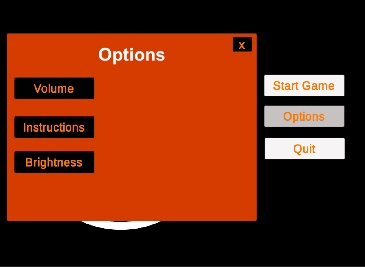 Options
x
Volume
Instructions
Brightness
Start Game
Options
Quit